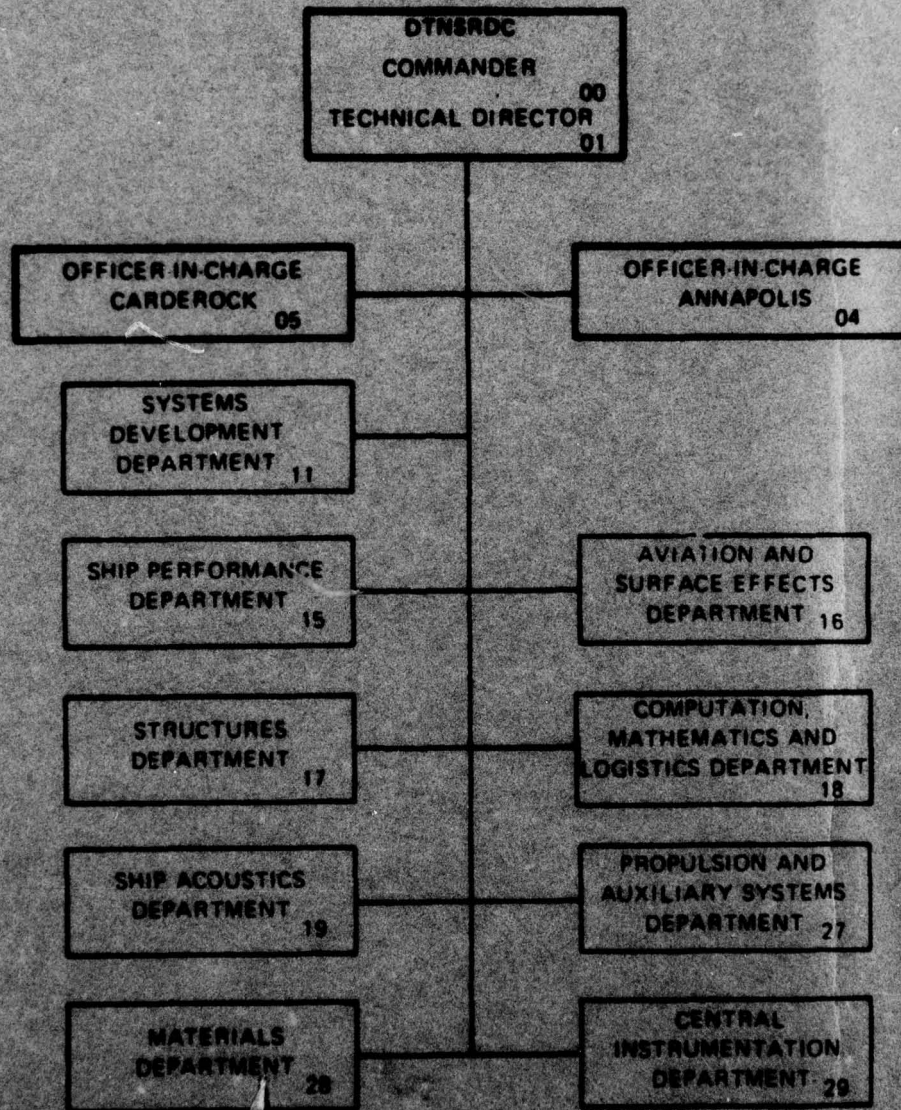 DTNSRDC
COMMANDER
00
TECHNICAL DIRECTOR
01
OFFICER-IN-CHARGE
CARDEROCK
05
OFFICER-IN-CHARGE
ANNAPOLIS
04
SYSTEMS
DEVELOPMENT
DEPARTMENT
11
SHIP PERFORMANCE
DEPARTMENT
15
AVIATION AND
SURFACE EFFECTS
DEPARTMENT
16
STRUCTURES
DEPARTMENT
17
COMPUTATION,
MATHEMATICS AND
LOGISTICS DEPARTMENT
18
SHIP ACOUSTICS
DEPARTMENT
19
PROPULSION AND
AUXILIARY SYSTEMS
DEPARTMENT
27
MATERIALS
DEPARTMENT
28
CENTRAL
INSTRUMENTATION
DEPARTMENT
29